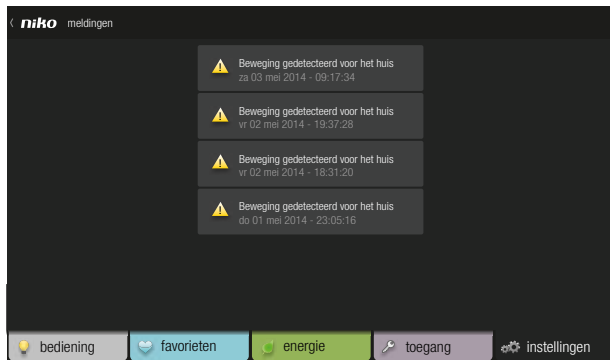 niko meldingen
Beweging gedetecteerd voor het huis
za 03 mei 2014 - 09:17:34
Beweging gedetecteerd voor het huis
vr 02 mei 2014 - 19:37:28
Beweging gedetecteerd voor het huis
vr 02 mei 2014 - 18:31:20
Beweging gedetecteerd voor het huis
do 01 mei 2014 - 23:05:16
bediening favorieten energie toegang instellingen